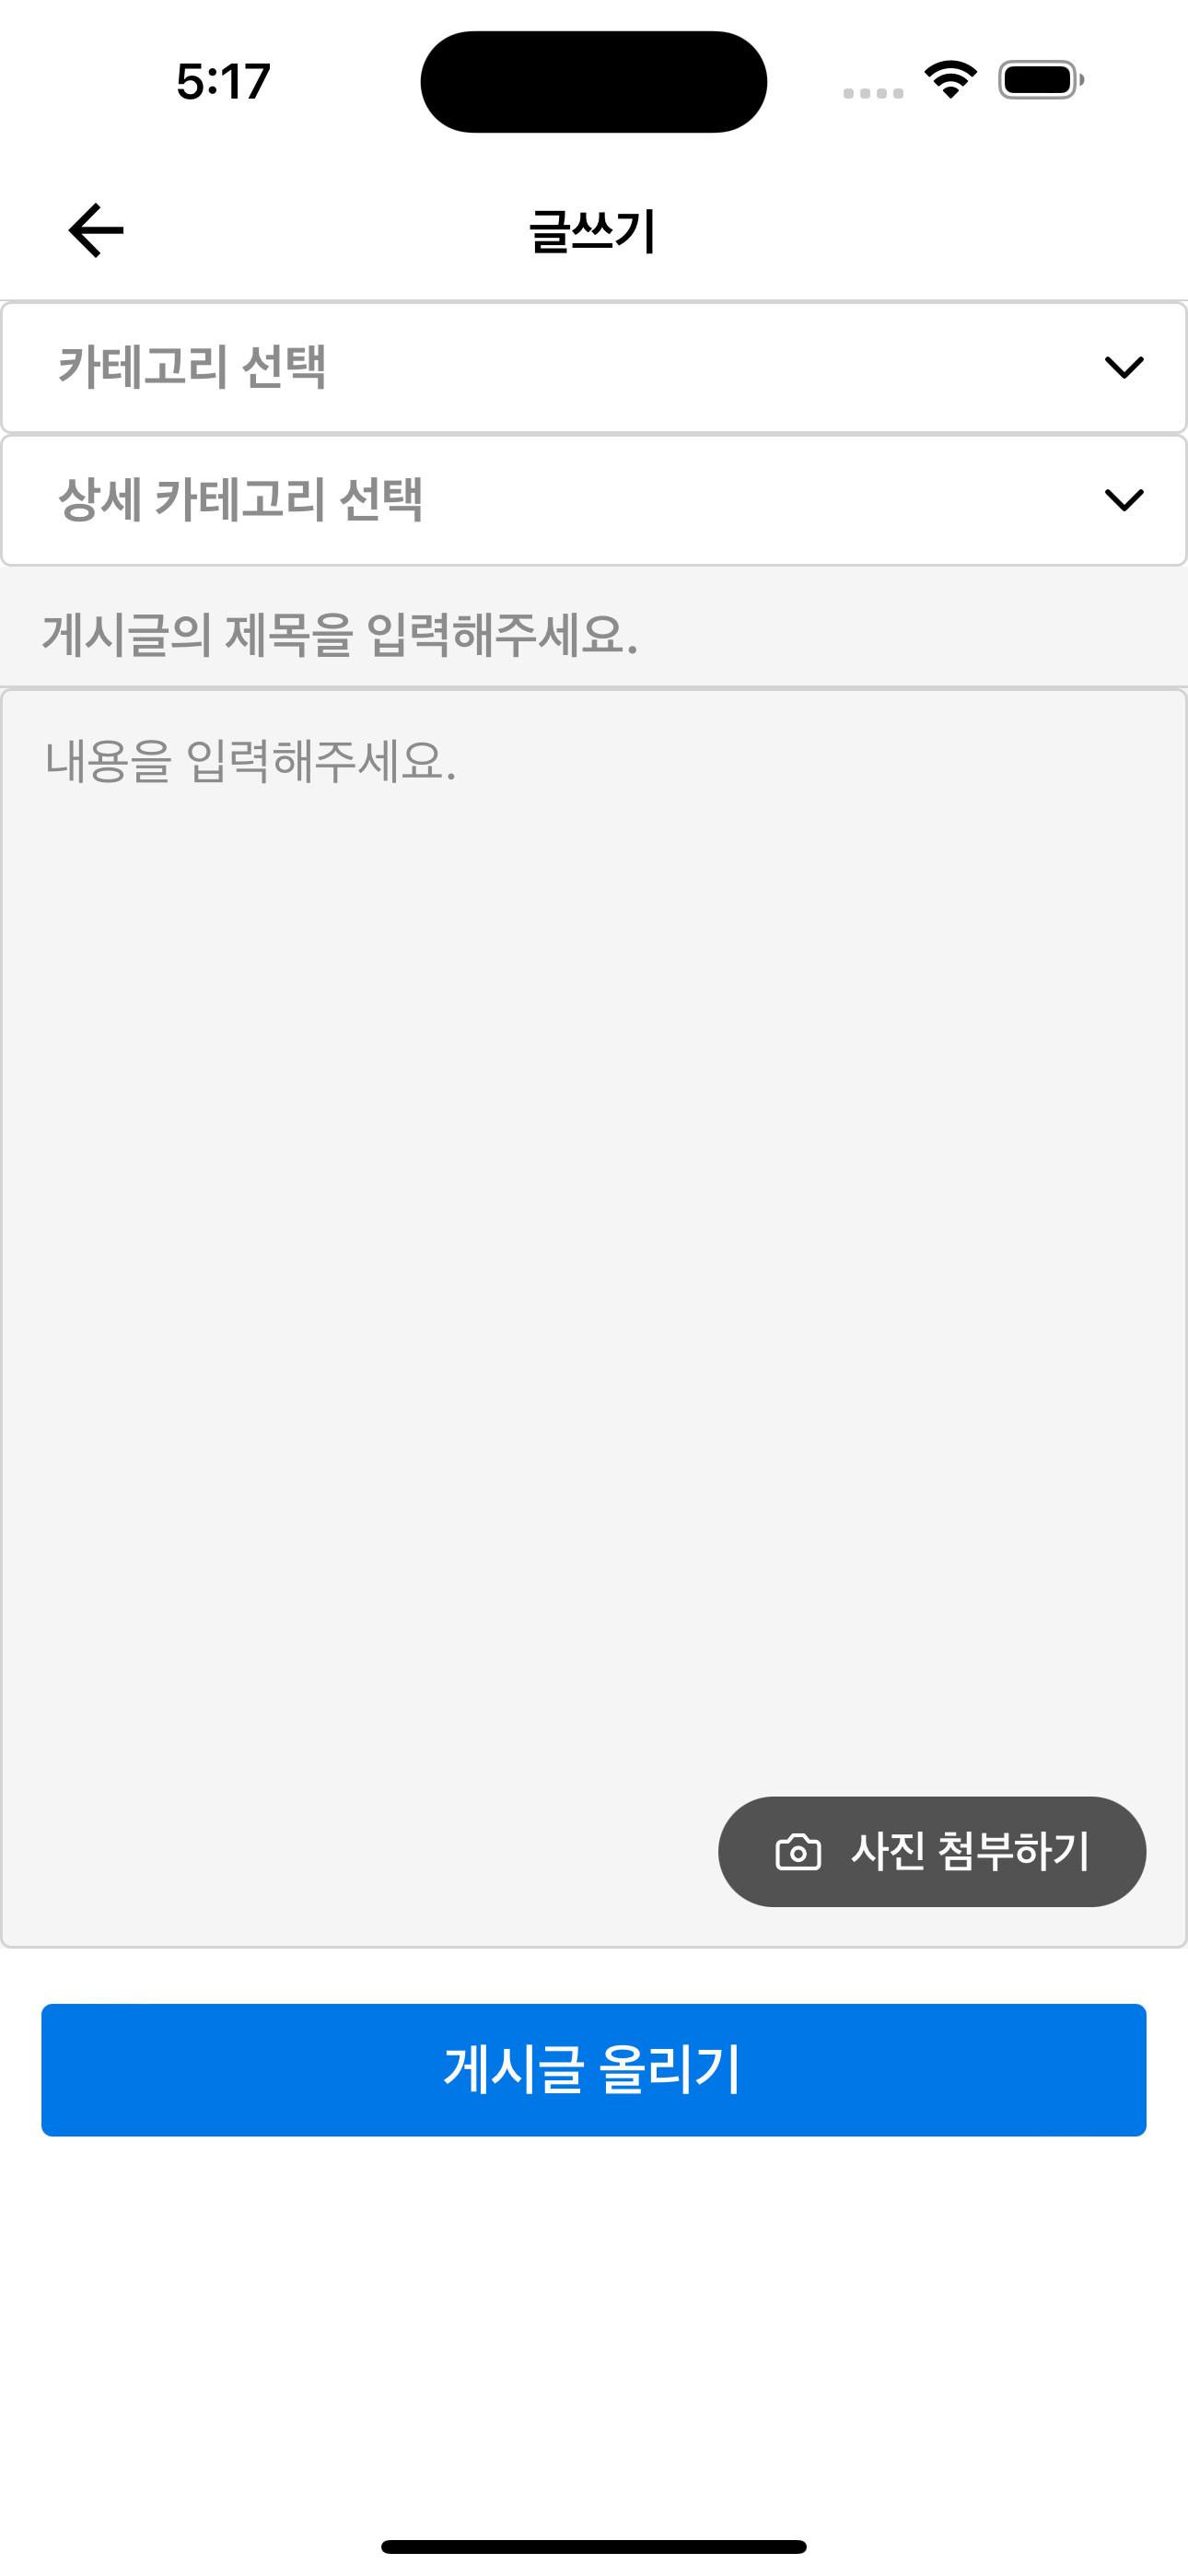 5:17
글쓰기
카테고리 선택
상세 카테고리 선택
게시글의 제목을 입력해주세요.
내용을 입력해주세요.
사진 첨부하기
게시글 올리기